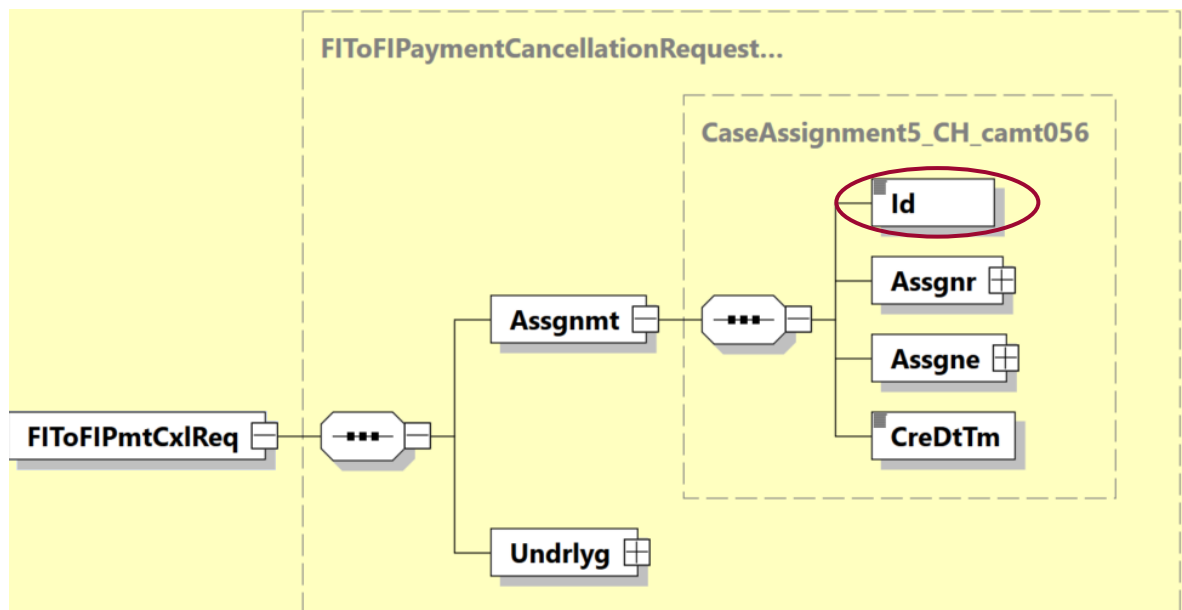 FIToFIPaymentCancellationRequest...
CaseAssignment5_CH_camt056
Id
Assgnr
Assgne
CreDtTm
Assgnmt
FIToFIPmtCxlReq
Undrlyg